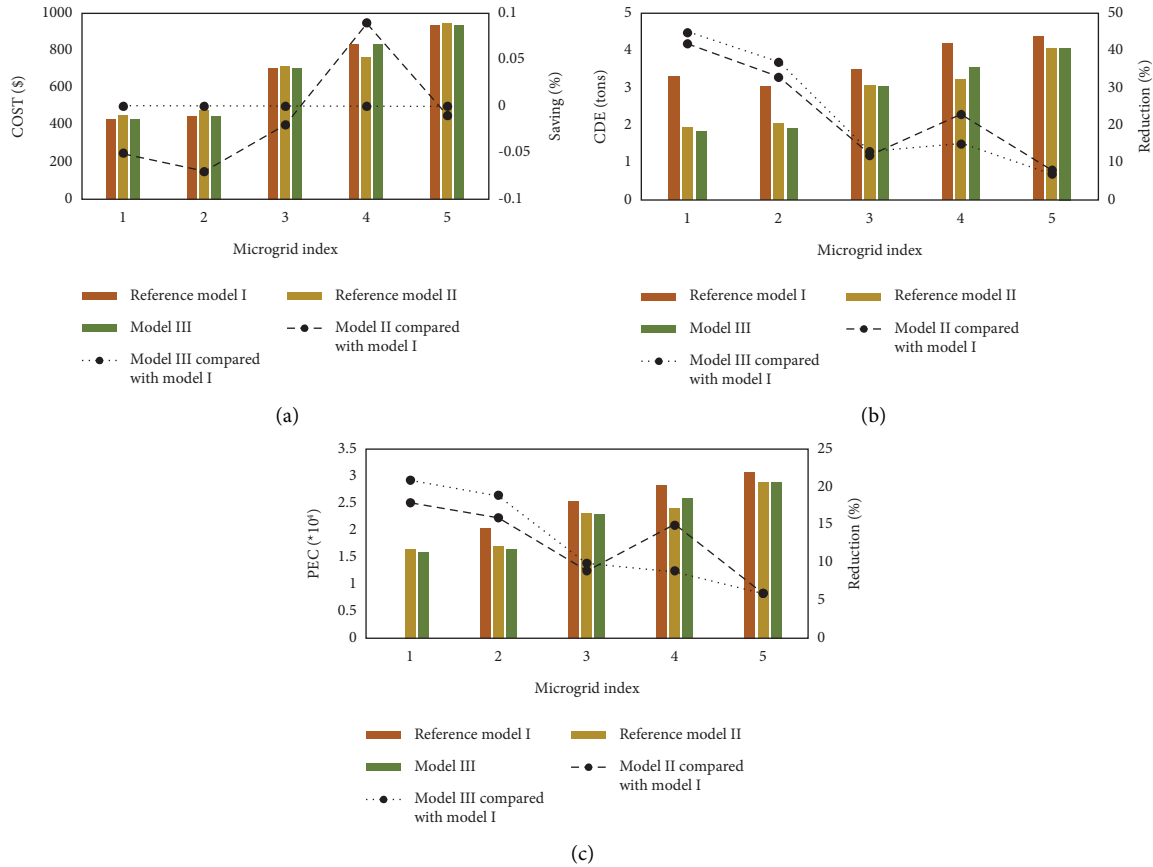 COST ($)
1000
800
600
400
200
0
0.1
0.05
0
-0.05
-0.1
Saving (%)
1 2 3 4 5
Microgrid index
Reference model I
Reference model II
Model III
Model II compared
with model I
Model III compared
with model I
(a)
CDE (tons)
5
4
3
2
1
0
50
40
30
20
10
0
Reduction (%)
1 2 3 4 5
Microgrid index
Reference model I
Reference model II
Model III
Model II compared
with model I
Model III compared
with model I
(b)
PEC (*10⁴)
3.5
3
2.5
2
1.5
1
0.5
0
25
20
15
10
5
0
Reduction (%)
1 2 3 4 5
Microgrid index
Reference model I
Reference model II
Model III
Model II compared
with model I
Model III compared
with model I
(c)